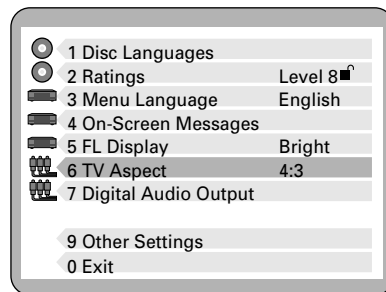 1 Disc Languages
2 Ratings Level 8
3 Menu Language English
4 On-Screen Messages
5 FL Display Bright
6 TV Aspect 4:3
7 Digital Audio Output
9 Other Settings
0 Exit